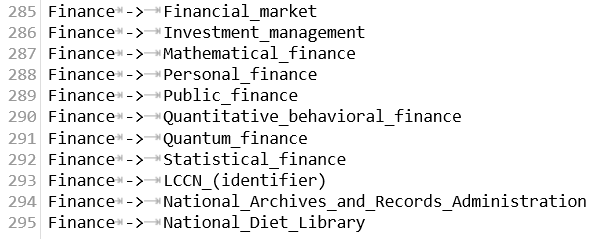 285 Finance -> Financial_market
286 Finance -> Investment_management
287 Finance -> Mathematical_finance
288 Finance -> Personal_finance
289 Finance -> Public_finance
290 Finance -> Quantitative_behavioral_finance
291 Finance -> Quantum_finance
292 Finance -> Statistical_finance
293 Finance -> LCCN_(identifier)
294 Finance -> National_Archives_and_Records_Administration
295 Finance -> National_Diet_Library